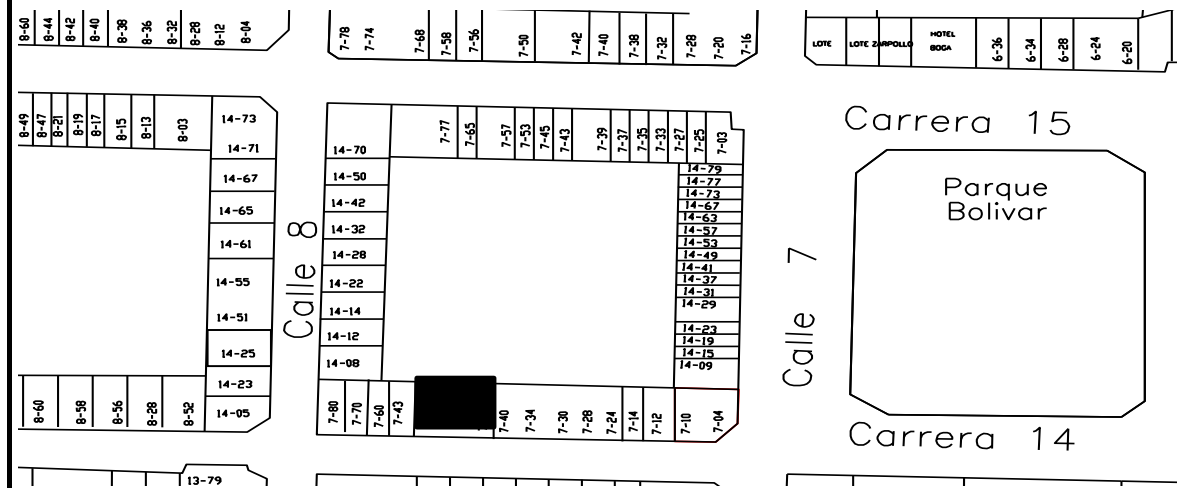 8-60 8-44 8-42 8-40 8-38 8-36 8-32 8-28 8-12 8-04
7-78 7-74 7-68 7-58 7-56 7-50 7-42 7-40 7-38 7-32 7-28 7-20 7-16
LOTE LOTE ZARPOLLO HOTEL BOGA 6-36 6-34 6-28 6-24 6-20
8-49 8-47 8-21 8-19 8-17 8-15 8-13 8-03
14-73
14-71
14-67
14-65
14-61
14-55
14-51
14-25
14-23
14-05
8-60 8-58 8-56 8-28 8-52
13-79
Calle 8
7-77 7-65 7-57 7-53 7-45 7-43 7-39 7-37 7-35 7-33 7-27 7-25 7-03
14-70
14-50
14-42
14-32
14-28
14-22
14-14
14-12
14-08
14-79
14-77
14-73
14-67
14-63
14-57
14-53
14-49
14-41
14-37
14-31
14-29
14-23
14-19
14-15
14-09
7-80 7-70 7-60 7-43 7-40 7-34 7-30 7-28 7-24 7-14 7-12 7-10 7-04
Calle 7
Carrera 15
Parque
Bolivar
Carrera 14